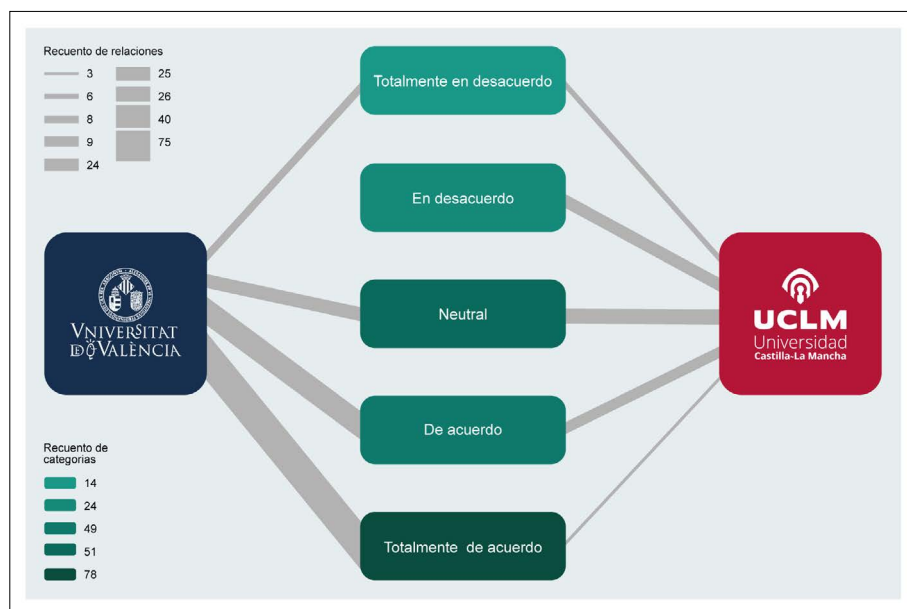 Recuento de relaciones
3
6
8
9
24
25
26
40
75
Totalmente en desacuerdo
En desacuerdo
Neutral
De acuerdo
Totalmente de acuerdo
VNIVERSITAT
DE VALÈNCIA
UCLM
Universidad
Castilla-La Mancha
Recuento de
categorias
14
24
49
51
78